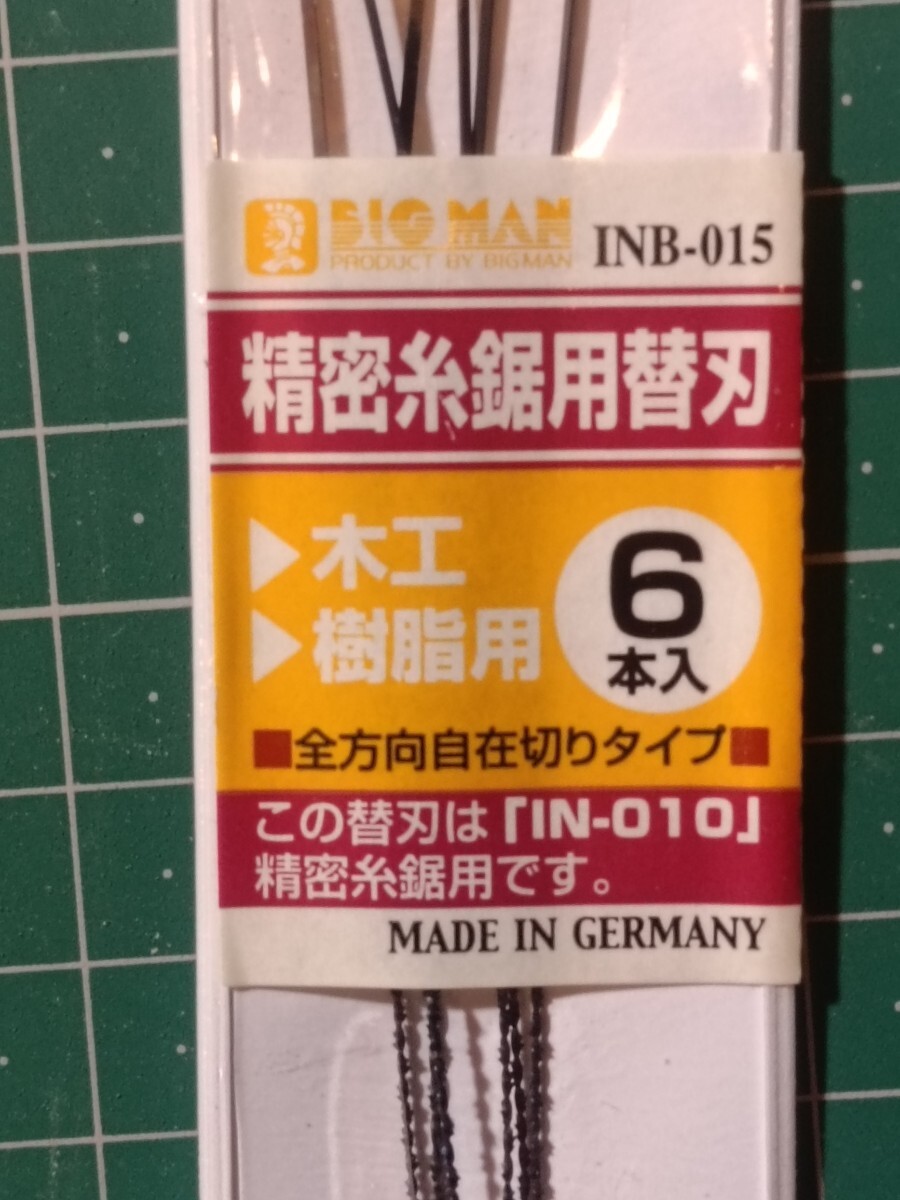 BIG MAN
PRODUCT BY BIGMAN
INB-015
精密糸鋸用替刃
▶木工
▶樹脂用
6
本入
■全方向自在切りタイプ■
この替刃は「IN-010」
精密糸鋸用です。
MADE IN GERMANY